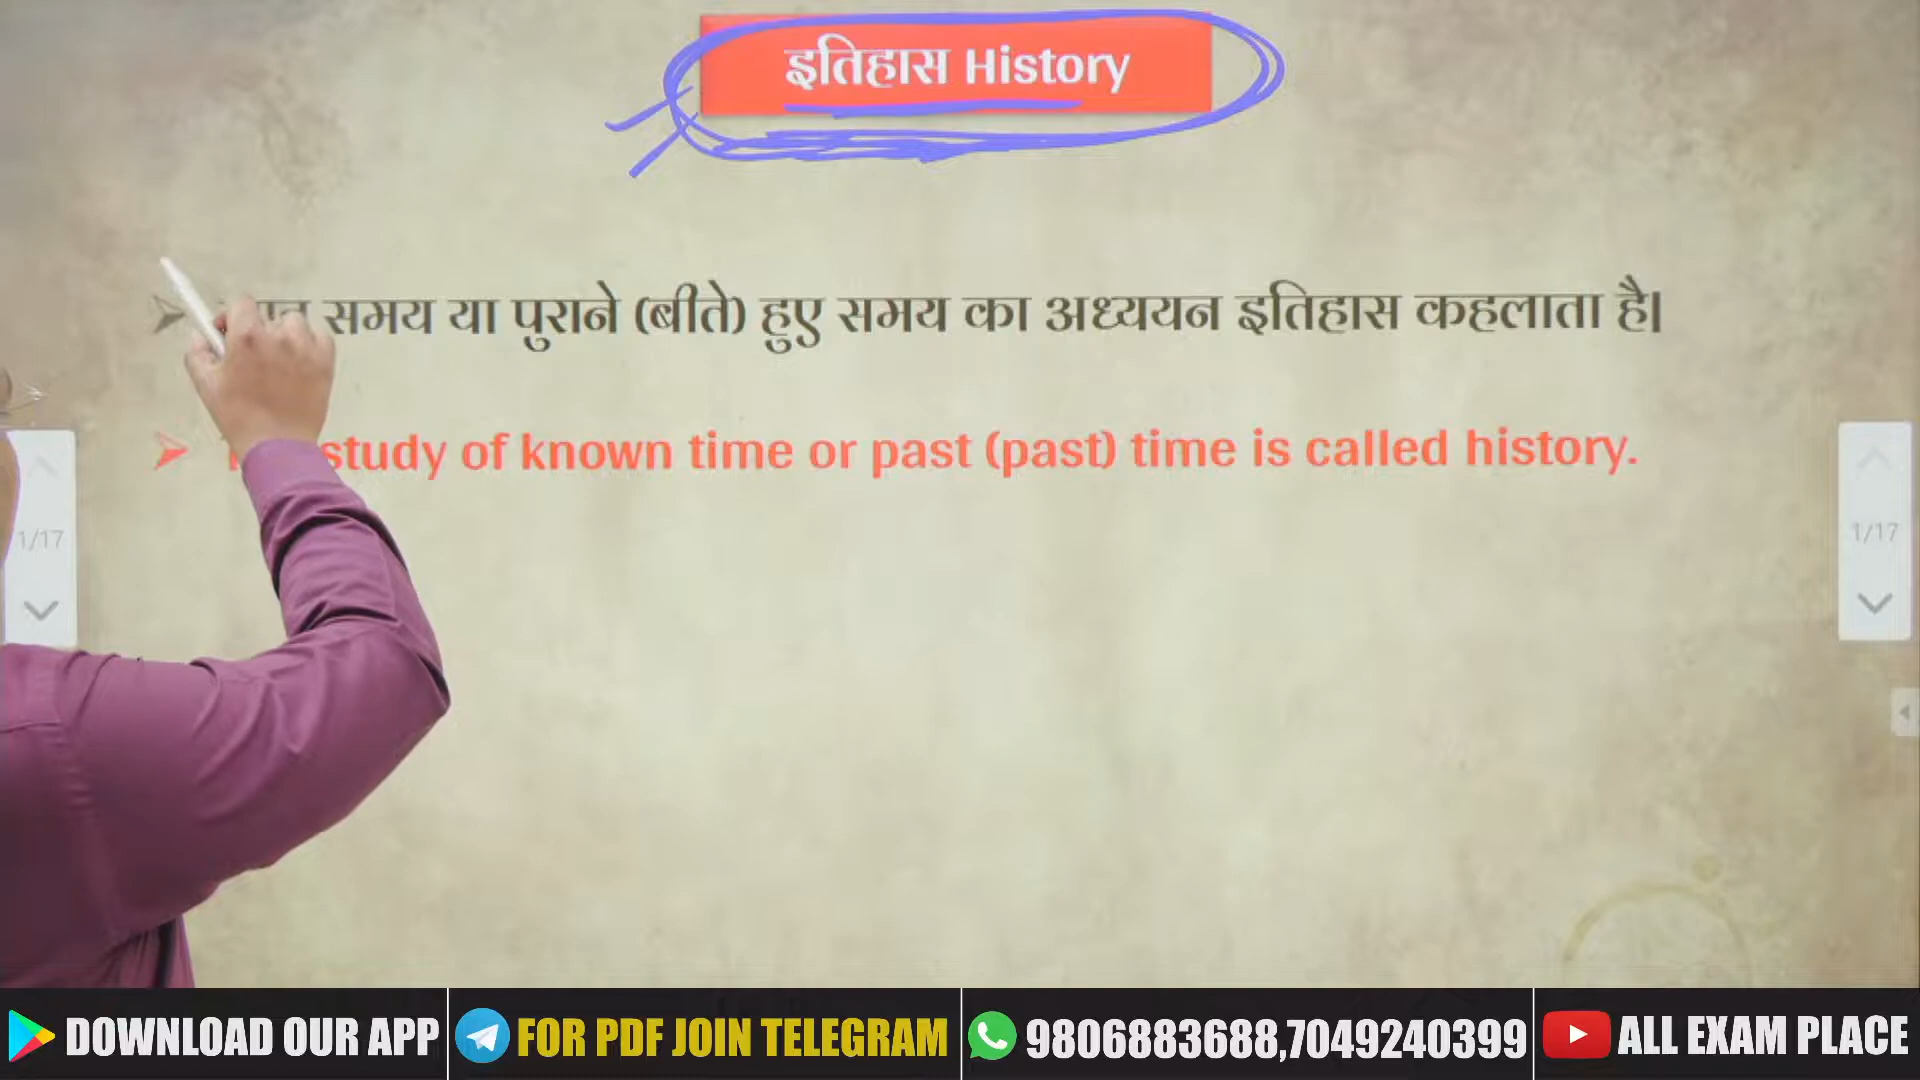 इतिहास History
समय या पुराने (बीते) हुए समय का अध्ययन इतिहास कहलाता है।
study of known time or past (past) time is called history.
1/17
1/17
DOWNLOAD OUR APP
FOR PDF JOIN TELEGRAM
9806883688,7049240399
ALL EXAM PLACE